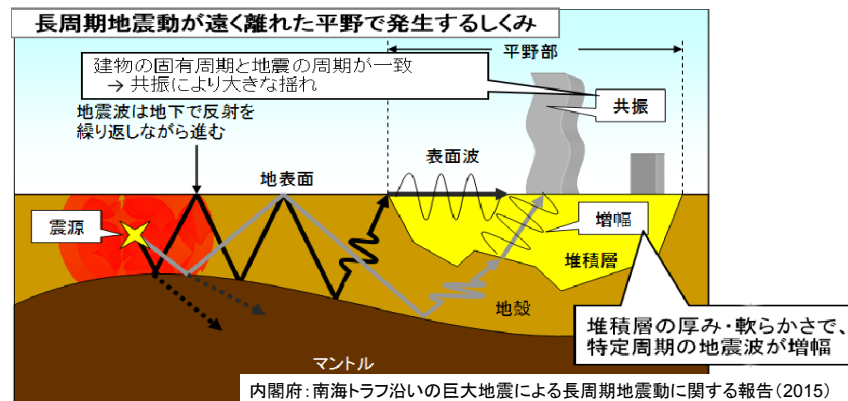 長周期地震動が遠く離れた平野で発生するしくみ
平野部
建物の固有周期と地震の周期が一致
→ 共振により大きな揺れ
地震波は地下で反射を
繰り返しながら進む
共振
表面波
地表面
震源
増幅
堆積層
地殻
堆積層の厚み・軟らかさで、
特定周期の地震波が増幅
マントル
内閣府:南海トラフ沿いの巨大地震による長周期地震動に関する報告(2015)